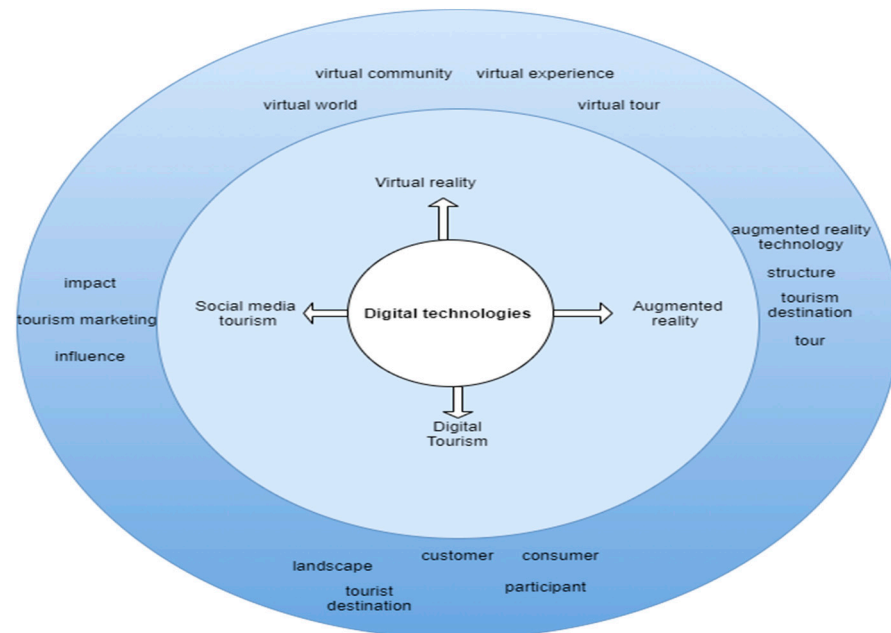 virtual community virtual experience
virtual world virtual tour
Virtual reality
augmented reality
technology
structure
tourism
destination
tour
impact
tourism marketing
influence
Social media
tourism
Digital technologies
Augmented
reality
Digital
Tourism
customer consumer
landscape
participant
tourist
destination